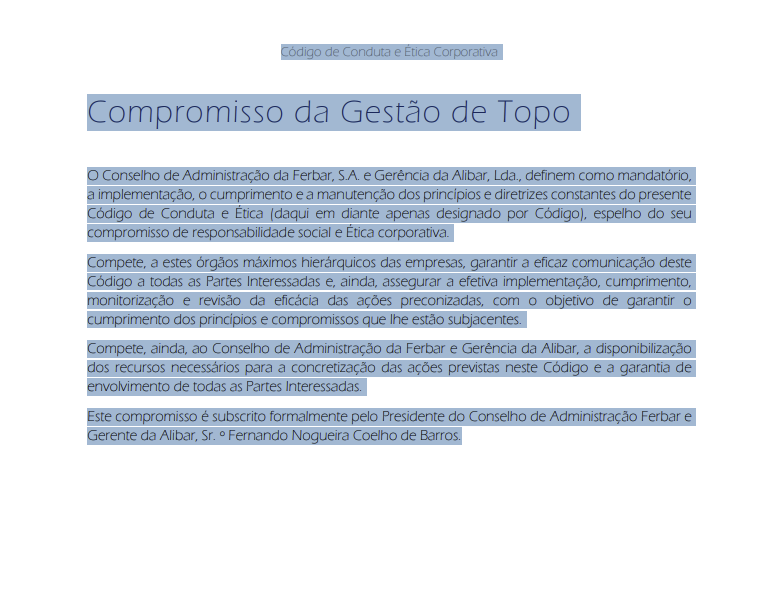 Código de Conduta e Ética Corporativa
Compromisso da Gestão de Topo
O Conselho de Administração da Ferbar, S.A. e Gerência da Alibar, Lda., definem como mandatório,
a implementação, o cumprimento e a manutenção dos princípios e diretrizes constantes do presente
Código de Conduta e Ética (daqui em diante apenas designado por Código), espelho do seu
compromisso de responsabilidade social e Ética corporativa.
Compete, a estes órgãos máximos hierárquicos das empresas, garantir a eficaz comunicação deste
Código a todas as Partes Interessadas e, ainda, assegurar a efetiva implementação, cumprimento,
monitorização e revisão da eficácia das ações preconizadas, com o objetivo de garantir o
cumprimento dos princípios e compromissos que lhe estão subjacentes.
Compete, ainda, ao Conselho de Administração da Ferbar e Gerência da Alibar, a disponibilização
dos recursos necessários para a concretização das ações previstas neste Código e a garantia de
envolvimento de todas as Partes Interessadas.
Este compromisso é subscrito formalmente pelo Presidente do Conselho de Administração Ferbar e
Gerente da Alibar, Sr. º Fernando Nogueira Coelho de Barros.